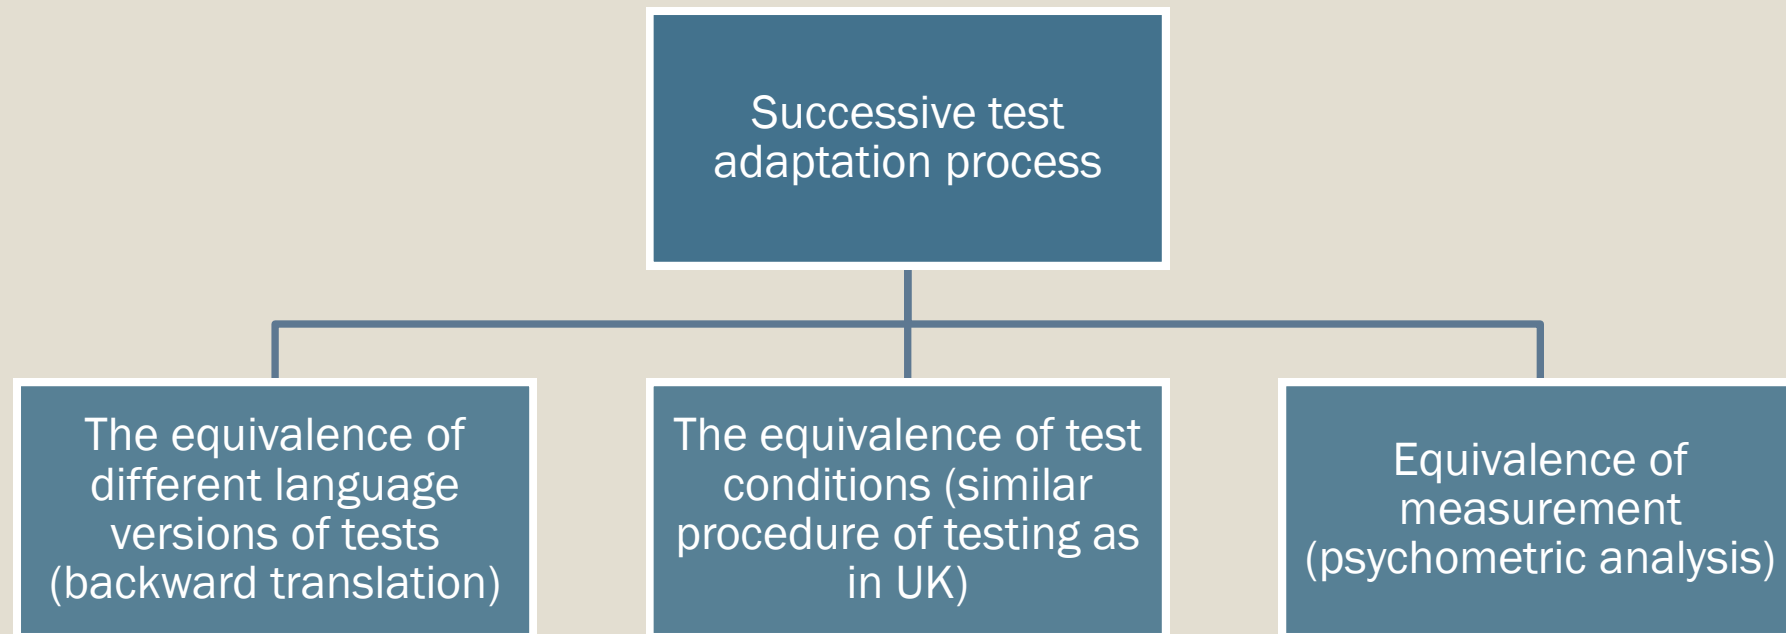 Successive test
adaptation process
The equivalence of
different language
versions of tests
(backward translation)
The equivalence of test
conditions (similar
procedure of testing as
in UK)
Equivalence of
measurement
(psychometric analysis)